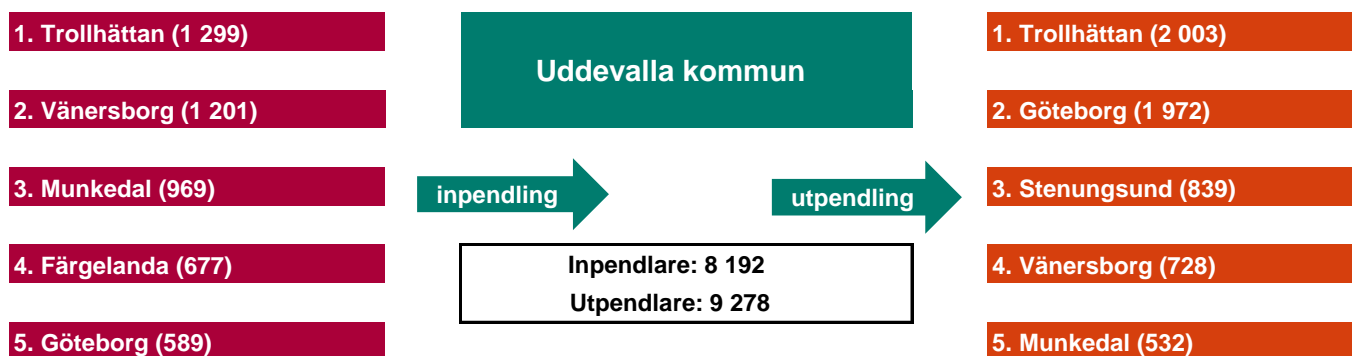 1. Trollhättan (1 299)
2. Vänersborg (1 201)
3. Munkedal (969)
4. Färgelanda (677)
5. Göteborg (589)
Uddevalla kommun
inpendling
utpendling
Inpendlare: 8 192
Utpendlare: 9 278
1. Trollhättan (2 003)
2. Göteborg (1 972)
3. Stenungsund (839)
4. Vänersborg (728)
5. Munkedal (532)